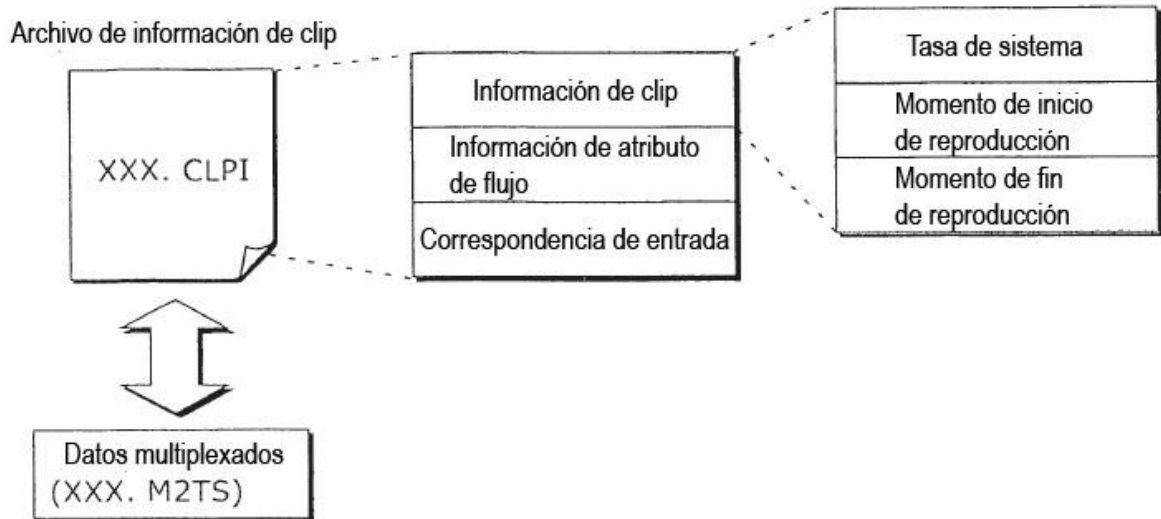 Archivo de información de clip
XXX. CLPI
Datos multiplexados
(XXX. M2TS)
Información de clip
Información de atributo
de flujo
Correspondencia de entrada
Tasa de sistema
Momento de inicio
de reproducción
Momento de fin
de reproducción